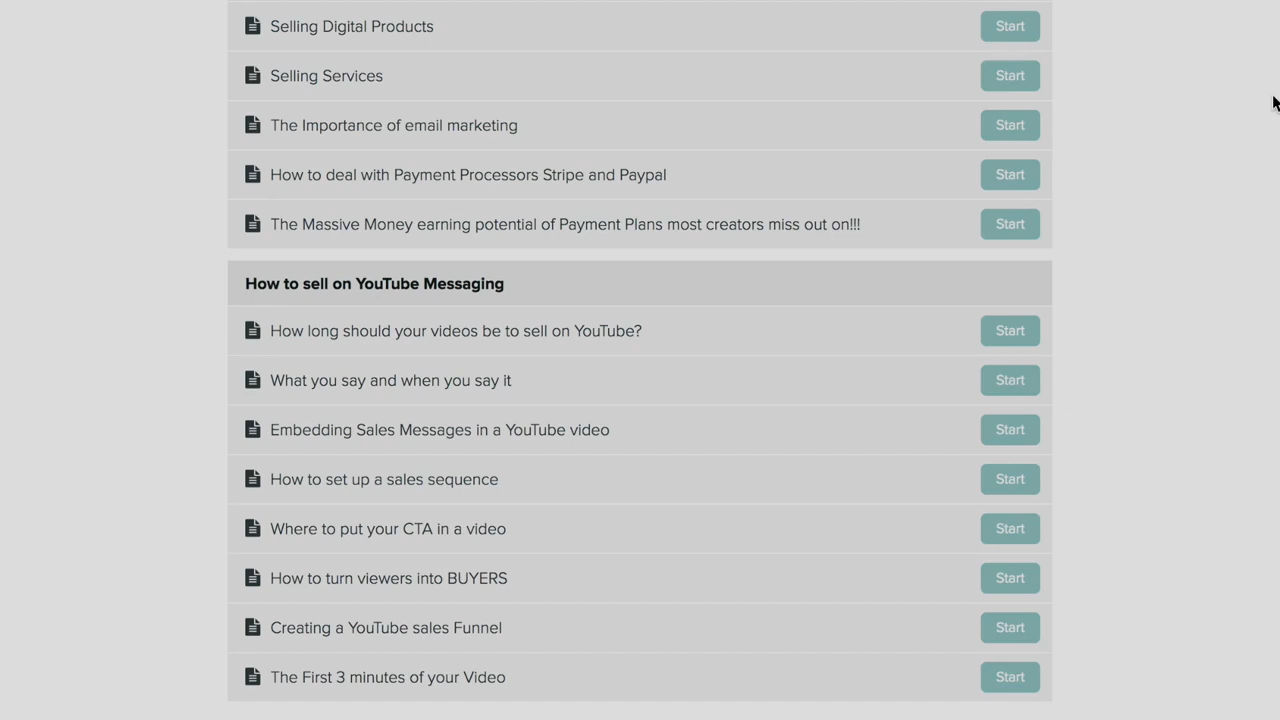 Selling Digital Products Start
Selling Services Start
The Importance of email marketing Start
How to deal with Payment Processors Stripe and Paypal Start
The Massive Money earning potential of Payment Plans most creators miss out on!!! Start
How to sell on YouTube Messaging
How long should your videos be to sell on YouTube? Start
What you say and when you say it Start
Embedding Sales Messages in a YouTube video Start
How to set up a sales sequence Start
Where to put your CTA in a video Start
How to turn viewers into BUYERS Start
Creating a YouTube sales Funnel Start
The First 3 minutes of your Video Start